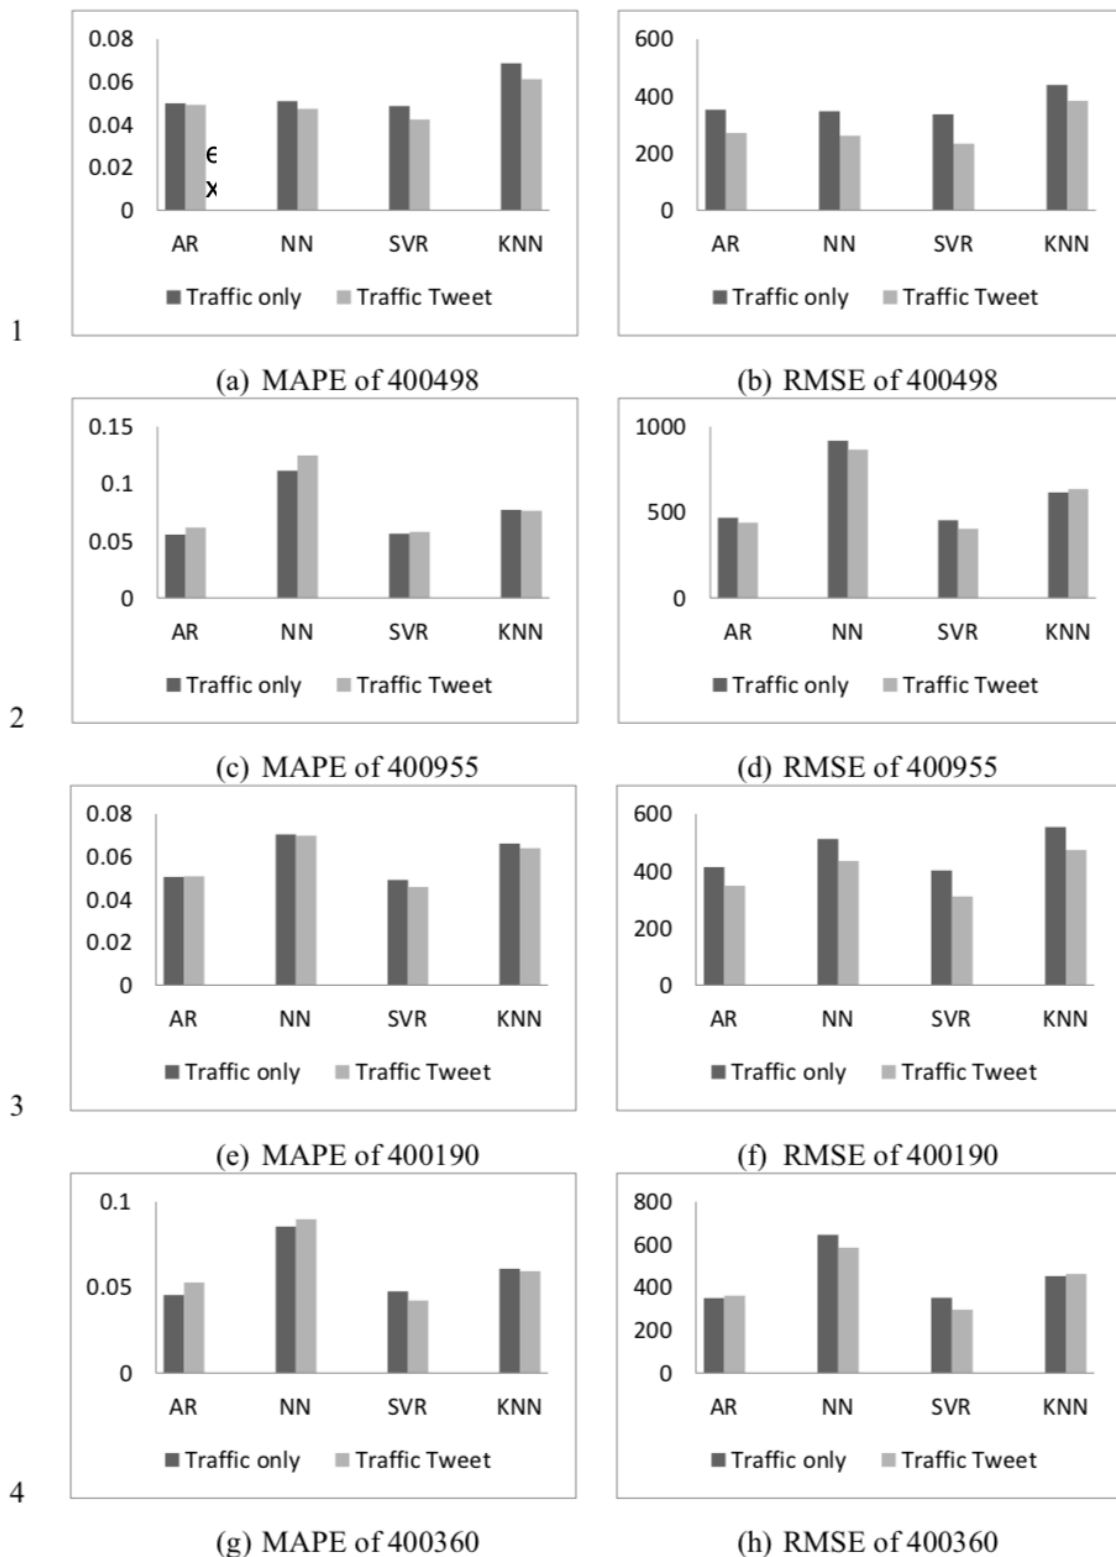 0.08
0.06
0.04
0.02
0
e
x
AR NN SVR KNN
Traffic only Traffic Tweet
600
400
200
0
AR NN SVR KNN
Traffic only Traffic Tweet
1
(a) MAPE of 400498
(b) RMSE of 400498
0.15
0.1
0.05
0
AR NN SVR KNN
Traffic only Traffic Tweet
1000
500
0
AR NN SVR KNN
Traffic only Traffic Tweet
2
(c) MAPE of 400955
(d) RMSE of 400955
0.08
0.06
0.04
0.02
0
AR NN SVR KNN
Traffic only Traffic Tweet
600
400
200
0
AR NN SVR KNN
Traffic only Traffic Tweet
3
(e) MAPE of 400190
(f) RMSE of 400190
0.1
0.05
0
AR NN SVR KNN
Traffic only Traffic Tweet
800
600
400
200
0
AR NN SVR KNN
Traffic only Traffic Tweet
4
(g) MAPE of 400360
(h) RMSE of 400360